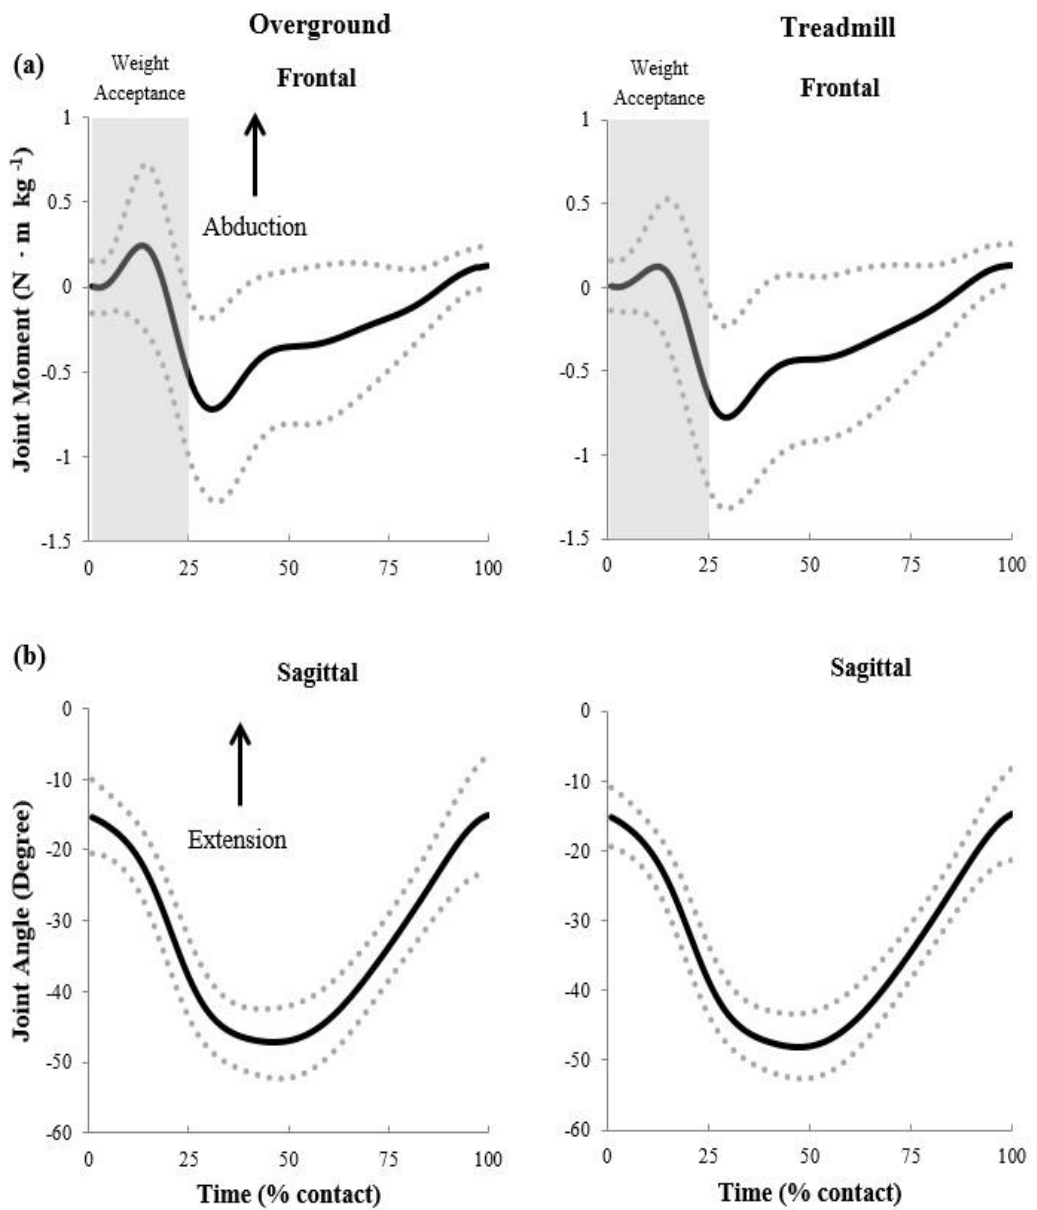 Overground
Treadmill
(a)
Weight
Acceptance
Frontal
Weight
Acceptance
Frontal
Joint Moment (N · m kg -1)
1
0.5
0
-0.5
-1
-1.5
Abduction
0
25
50
75
100
1
0.5
0
-0.5
-1
-1.5
0
25
50
75
100
(b)
Sagittal
Sagittal
Joint Angle (Degree)
0
-10
-20
-30
-40
-50
-60
Extension
0
25
50
75
100
Time (% contact)
0
-10
-20
-30
-40
-50
-60
0
25
50
75
100
Time (% contact)